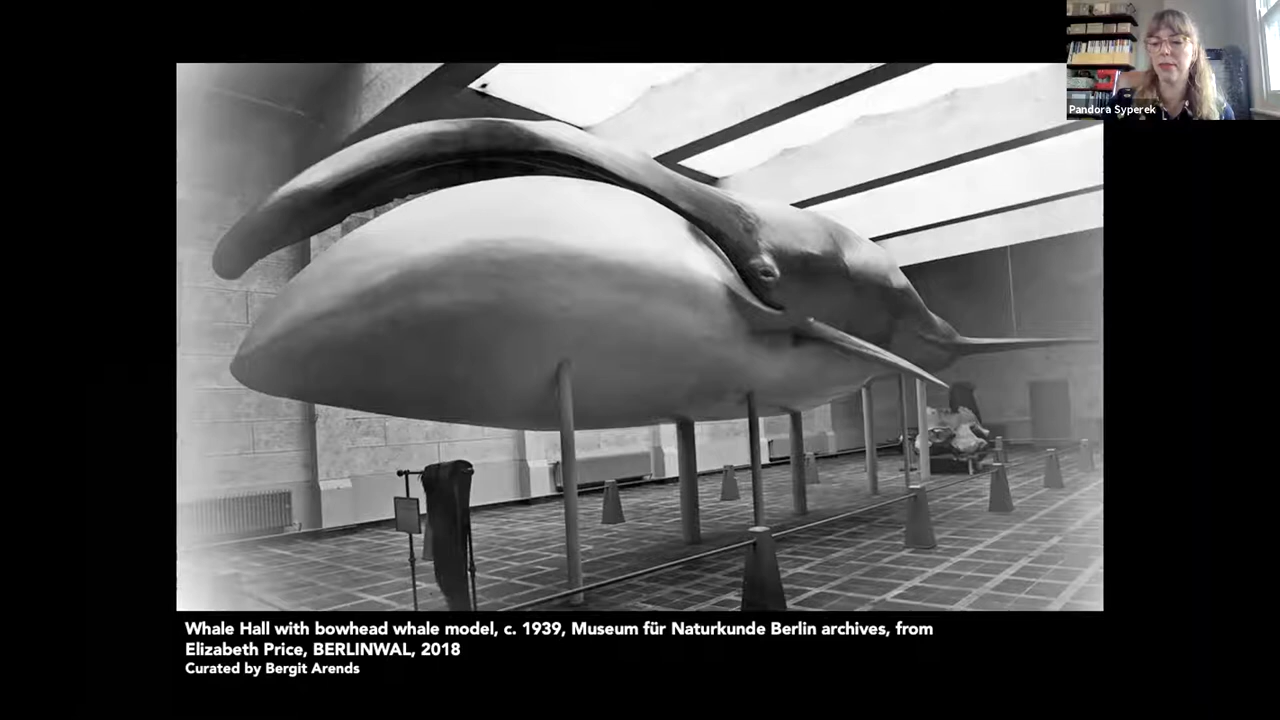 Pandora Syperek
Whale Hall with bowhead whale model, c. 1939, Museum für Naturkunde Berlin archives, from
Elizabeth Price, BERLINWAL, 2018
Curated by Bergit Arends